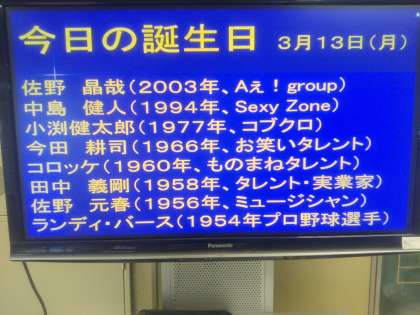 今日の誕生日 3月13日(月)
佐野 晶哉(2003年、Aぇ!group)
中島 健人(1994年、Sexy Zone)
小渕健太郎(1977年、コブクロ)
今田 耕司(1966年、お笑いタレント)
コロッケ(1960年、ものまねタレント)
田中 義剛(1958年、タレント・実業家)
佐野 元春(1956年、ミュージシャン)
ランディ・バース(1954年プロ野球選手)
Panasonic